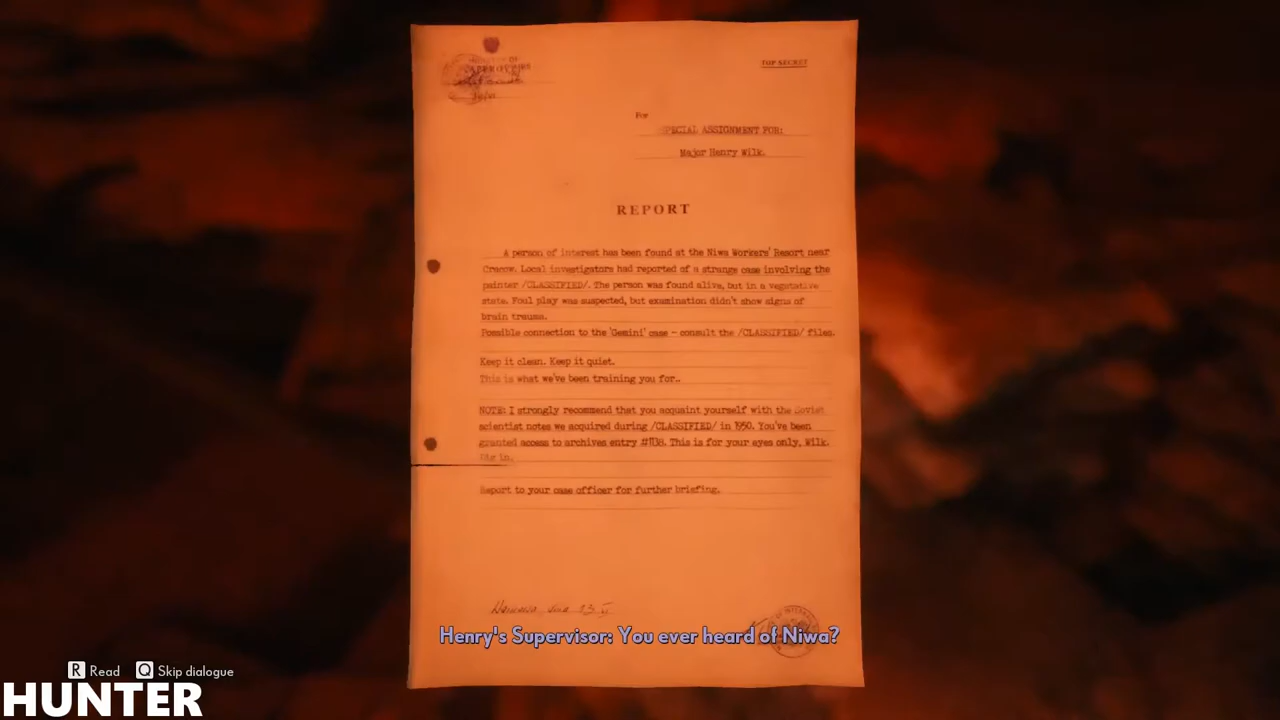 MINISTRY OF
TOP SECRET
For
SPECIAL ASSIGNMENT FOR:
Major Henry Wilk.
REPORT
A person of interest has been found at the Niwa Workers' Resort near
Cracow. Local investigators had reported of a strange case involving the
painter /CLASSIFIED/. The person was found alive, but in a vegetative
state. Foul play was suspected, but examination didn't show signs of
brain trauma.
Possible connection to the 'Gemini' case - consult the /CLASSIFIED/ files.
Keep it clean. Keep it quiet.
This is what we've been training you for..
NOTE: I strongly recommend that you acquaint yourself with the Soviet
scientist notes we acquired during /CLASSIFIED/ in 1950. You've been
granted access to archives entry #1138. This is for your eyes only, Wilk.
Dig in.
Report to your case officer for further briefing.
Henry's Supervisor: You ever heard of Niwa?
R Read Q Skip dialogue
HUNTER